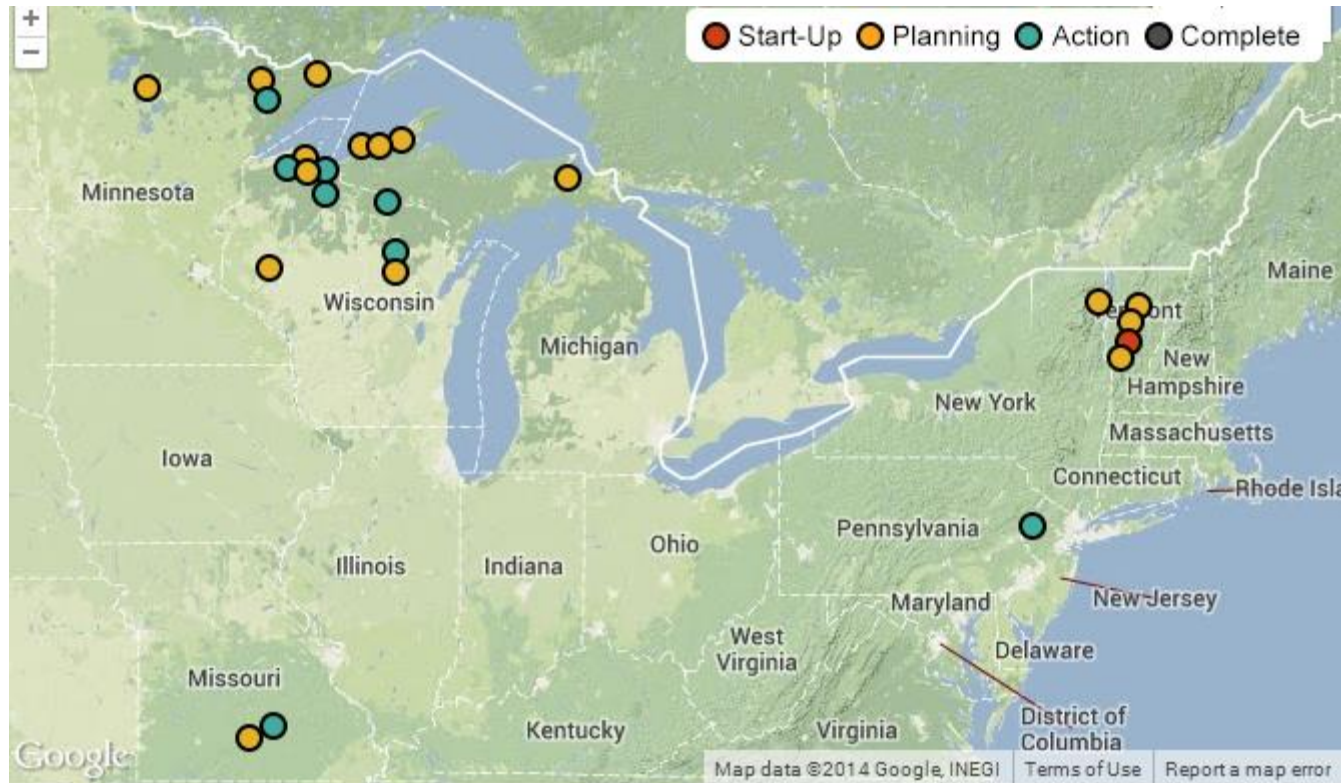 +
−
Start-Up Planning Action Complete
Minnesota
Maine
Wisconsin
Michigan
New
Hampshire
New York
Massachusetts
Iowa
Connecticut
Rhode Isla
Pennsylvania
Ohio
Illinois
Indiana
Maryland
New Jersey
West
Virginia
Delaware
Missouri
Kentucky
Virginia
District of
Columbia
Google
Map data ©2014 Google, INEGI Terms of Use Report a map error